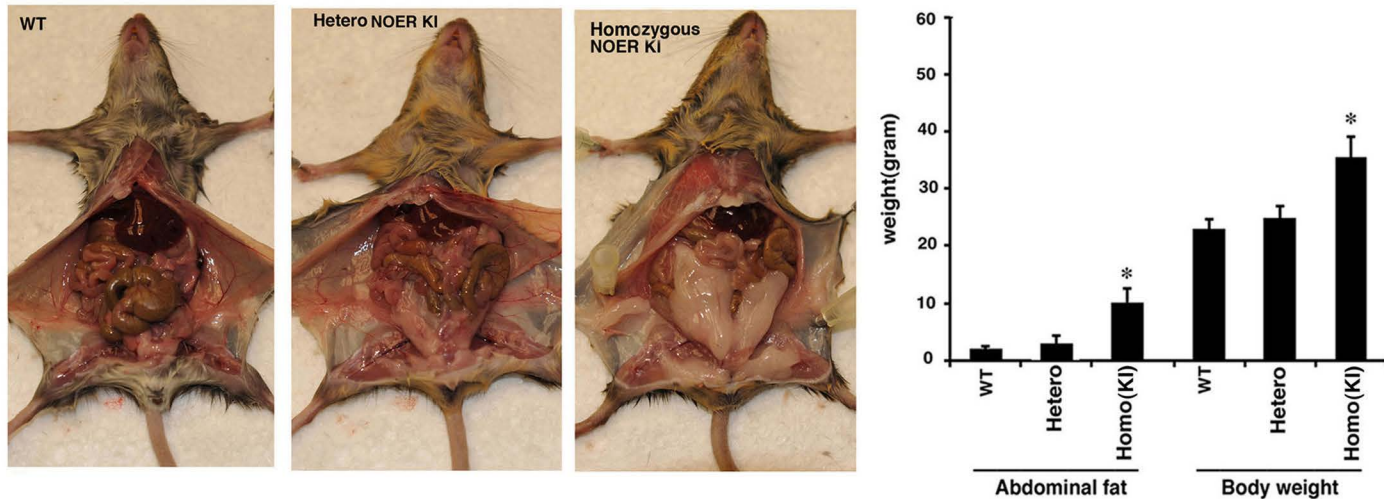 WT
Hetero NOER KI
Homozygous
NOER KI
weight(gram)
60
50
40
30
20
10
0
*
*
WT
Hetero
Homo(KI)
WT
Hetero
Homo(KI)
Abdominal fat
Body weight